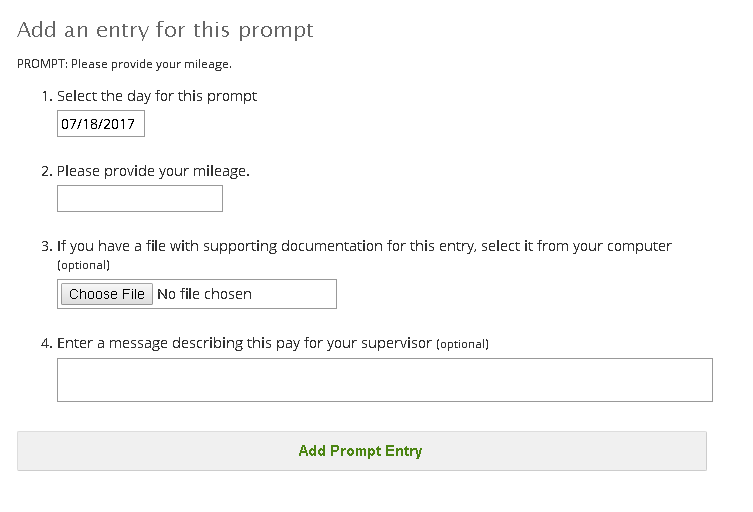 Add an entry for this prompt
PROMPT: Please provide your mileage.
1. Select the day for this prompt
07/18/2017
2. Please provide your mileage.
3. If you have a file with supporting documentation for this entry, select it from your computer
(optional)
Choose File No file chosen
4. Enter a message describing this pay for your supervisor (optional)
Add Prompt Entry